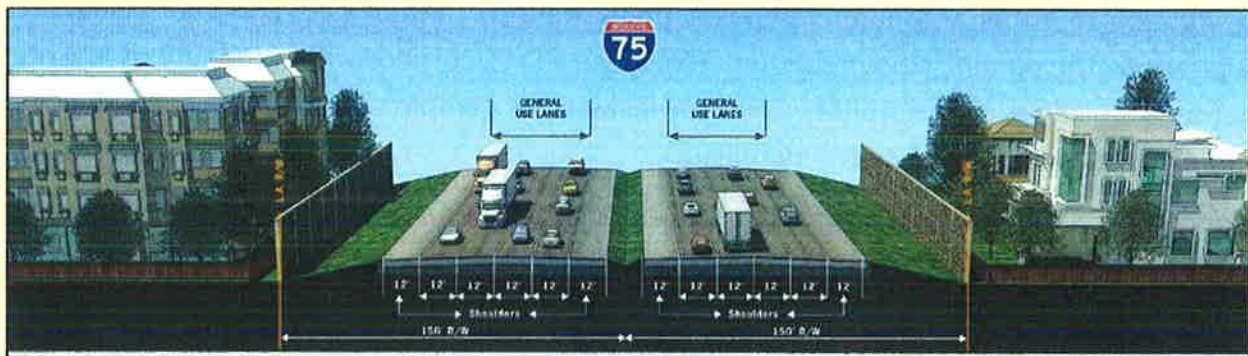 INTERSTATE
75
GENERAL
USE LANES
GENERAL
USE LANES
R/W
R/W
12' 12' 12' 12' 12' 12' 12' 12' 12' 12' 12' 12'
Shoulders Shoulders
150' R/W 150' R/W